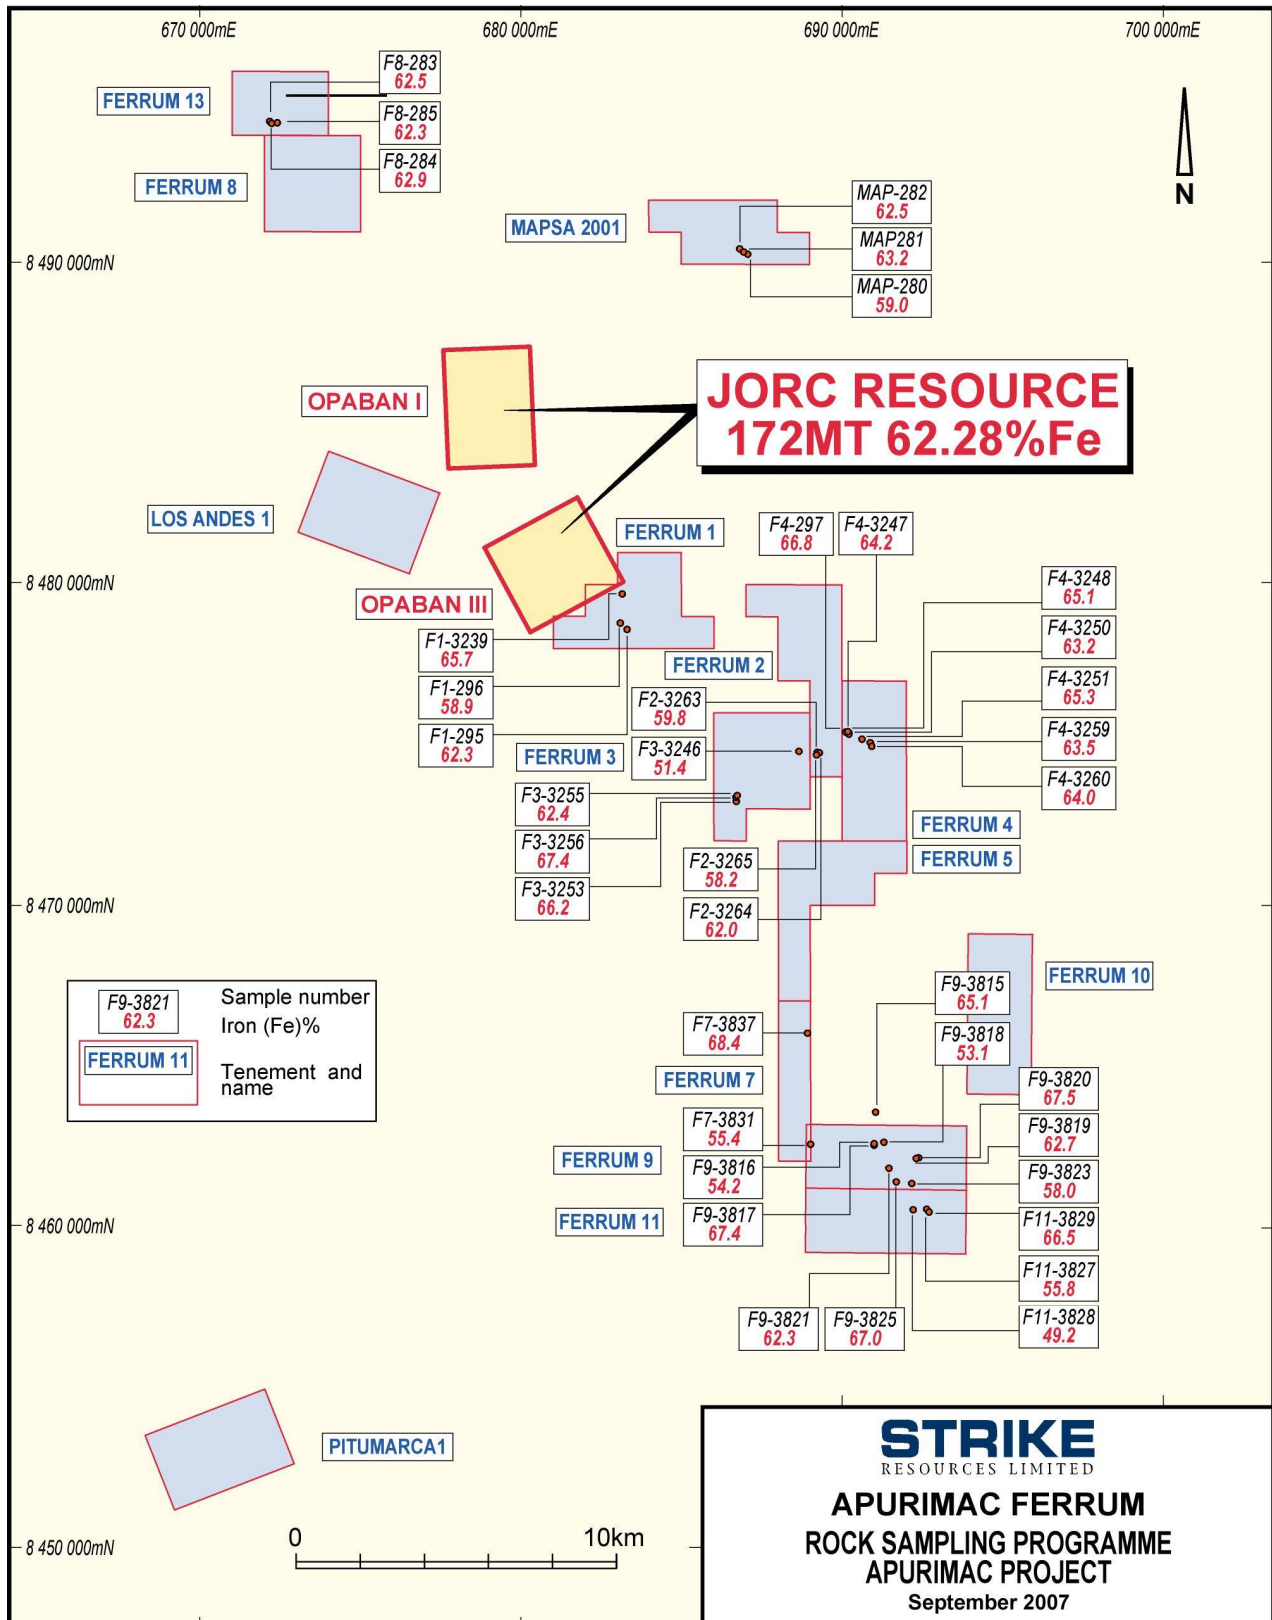 670 000mE
680 000mE
690 000mE
700 000mE
F8-283
62.5
FERRUM 13
F8-285
62.3
F8-284
62.9
FERRUM 8
N
MAP-282
62.5
MAPSA 2001
MAP281
63.2
8 490 000mN
MAP-280
59.0
OPABAN I
JORC RESOURCE
172MT 62.28%Fe
LOS ANDES 1
FERRUM 1
F4-297
66.8
F4-3247
64.2
8 480 000mN
F4-3248
65.1
OPABAN III
F4-3250
63.2
F1-3239
65.7
FERRUM 2
F4-3251
65.3
F1-296
58.9
F2-3263
59.8
F4-3259
63.5
F1-295
62.3
FERRUM 3
F3-3246
51.4
F4-3260
64.0
F3-3255
62.4
FERRUM 4
F3-3256
67.4
FERRUM 5
F2-3265
58.2
F3-3253
66.2
8 470 000mN
F2-3264
62.0
F9-3815
65.1
FERRUM 10
F9-3821
62.3
Sample number
Iron (Fe)%
F7-3837
68.4
F9-3818
53.1
FERRUM 11
Tenement and
name
FERRUM 7
F9-3820
67.5
F7-3831
55.4
F9-3819
62.7
FERRUM 9
F9-3816
54.2
F9-3823
58.0
FERRUM 11
F9-3817
67.4
8 460 000mN
F11-3829
66.5
F11-3827
55.8
F9-3821
62.3
F9-3825
67.0
F11-3828
49.2
PITUMARCA1
0
10km
8 450 000mN
STRIKE
RESOURCES LIMITED
APURIMAC FERRUM
ROCK SAMPLING PROGRAMME
APURIMAC PROJECT
September 2007